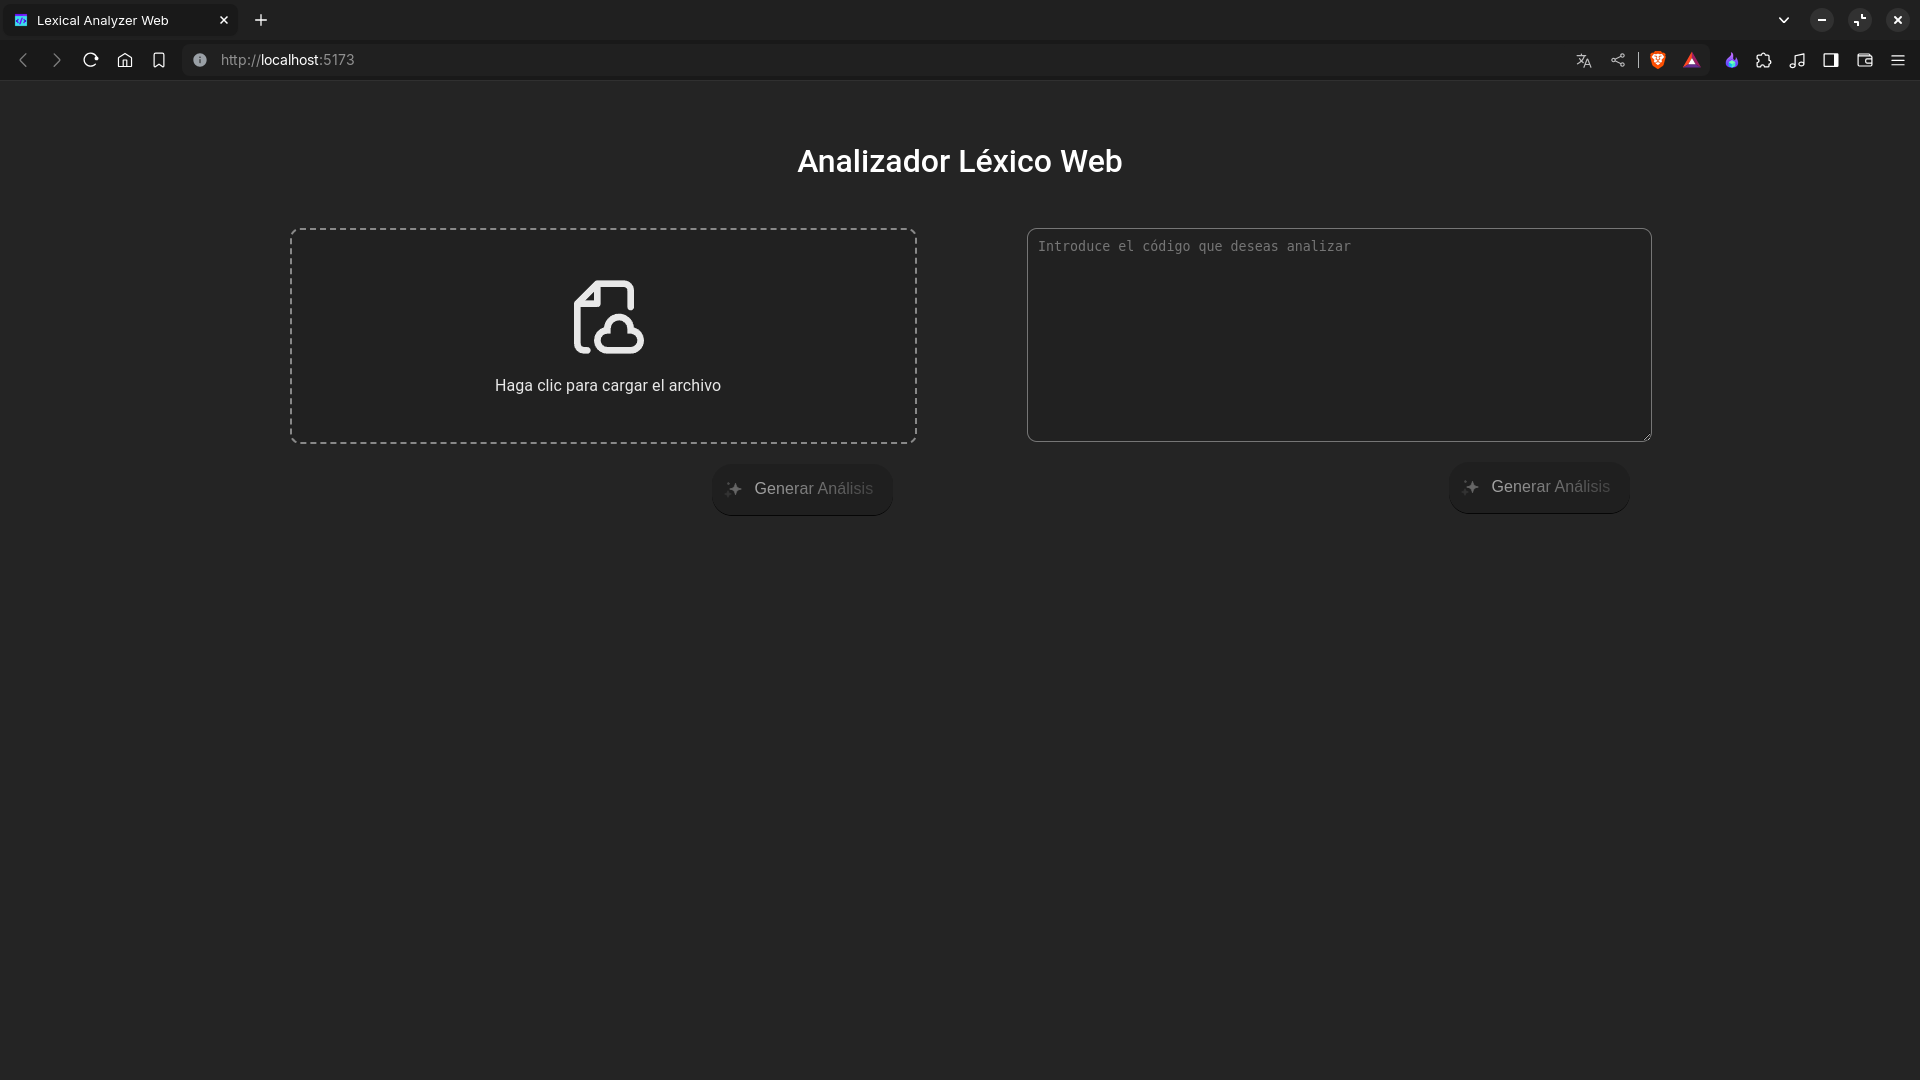 Lexical Analyzer Web
http://localhost:5173
Analizador Léxico Web
Haga clic para cargar el archivo
Generar Análisis
Introduce el código que deseas analizar
Generar Análisis